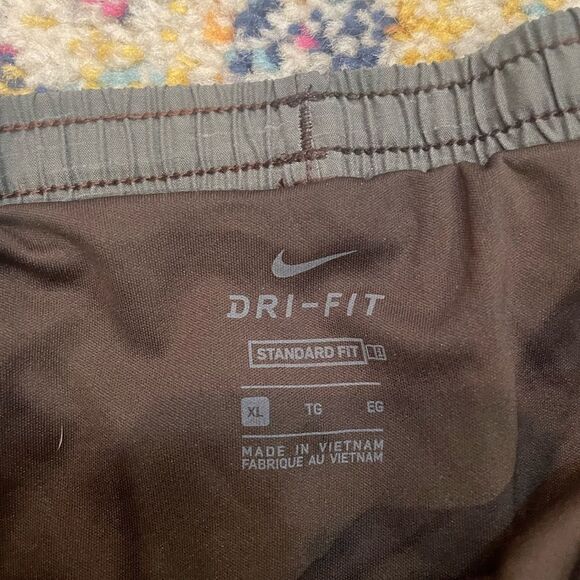 DRI-FIT
STANDARD FIT
XL TG EG
MADE IN VIETNAM
FABRIQUE AU VIETNAM